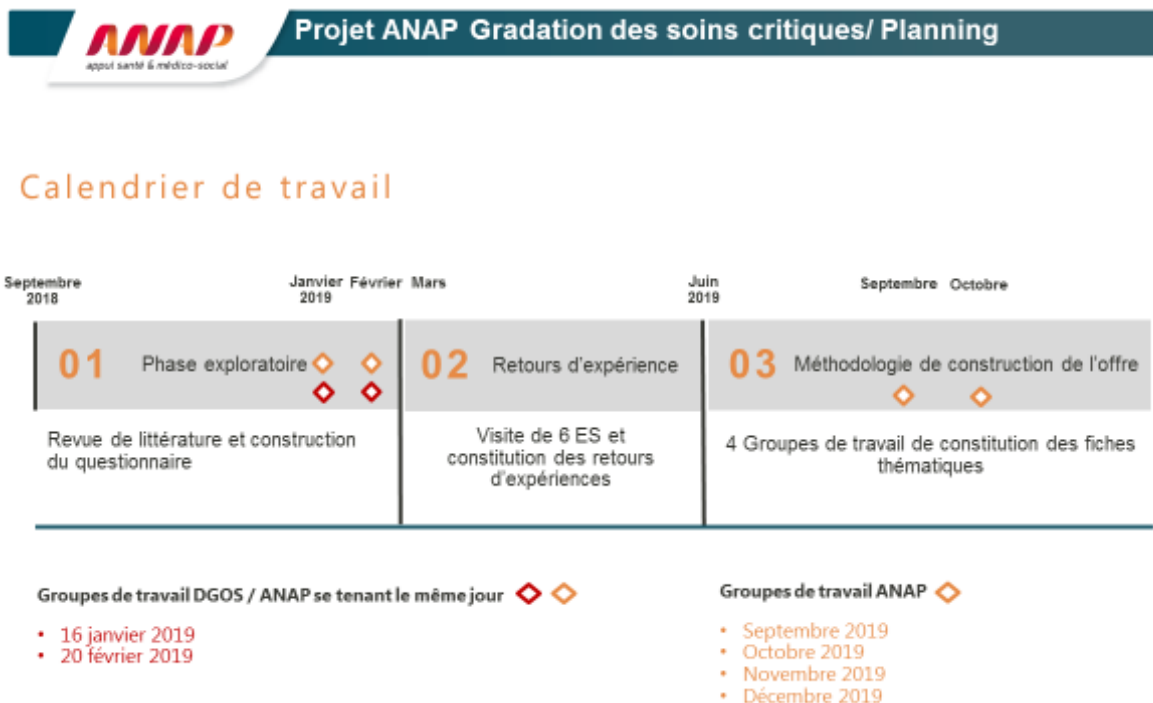 ANAP
appui santé & médico-social
Projet ANAP Gradation des soins critiques/ Planning
Calendrier de travail
Septembre
2018
Janvier
2019
Février
Mars
Juin
2019
Septembre
Octobre
01
Phase exploratoire
02
Retours d'expérience
03
Méthodologie de construction de l'offre
Revue de littérature et construction
du questionnaire
Visite de 6 ES et
constitution des retours
d'expériences
4 Groupes de travail de constitution des fiches
thématiques
Groupes de travail DGOS / ANAP se tenant le même jour
• 16 janvier 2019
• 20 février 2019
Groupes de travail ANAP
• Septembre 2019
• Octobre 2019
• Novembre 2019
• Décembre 2019